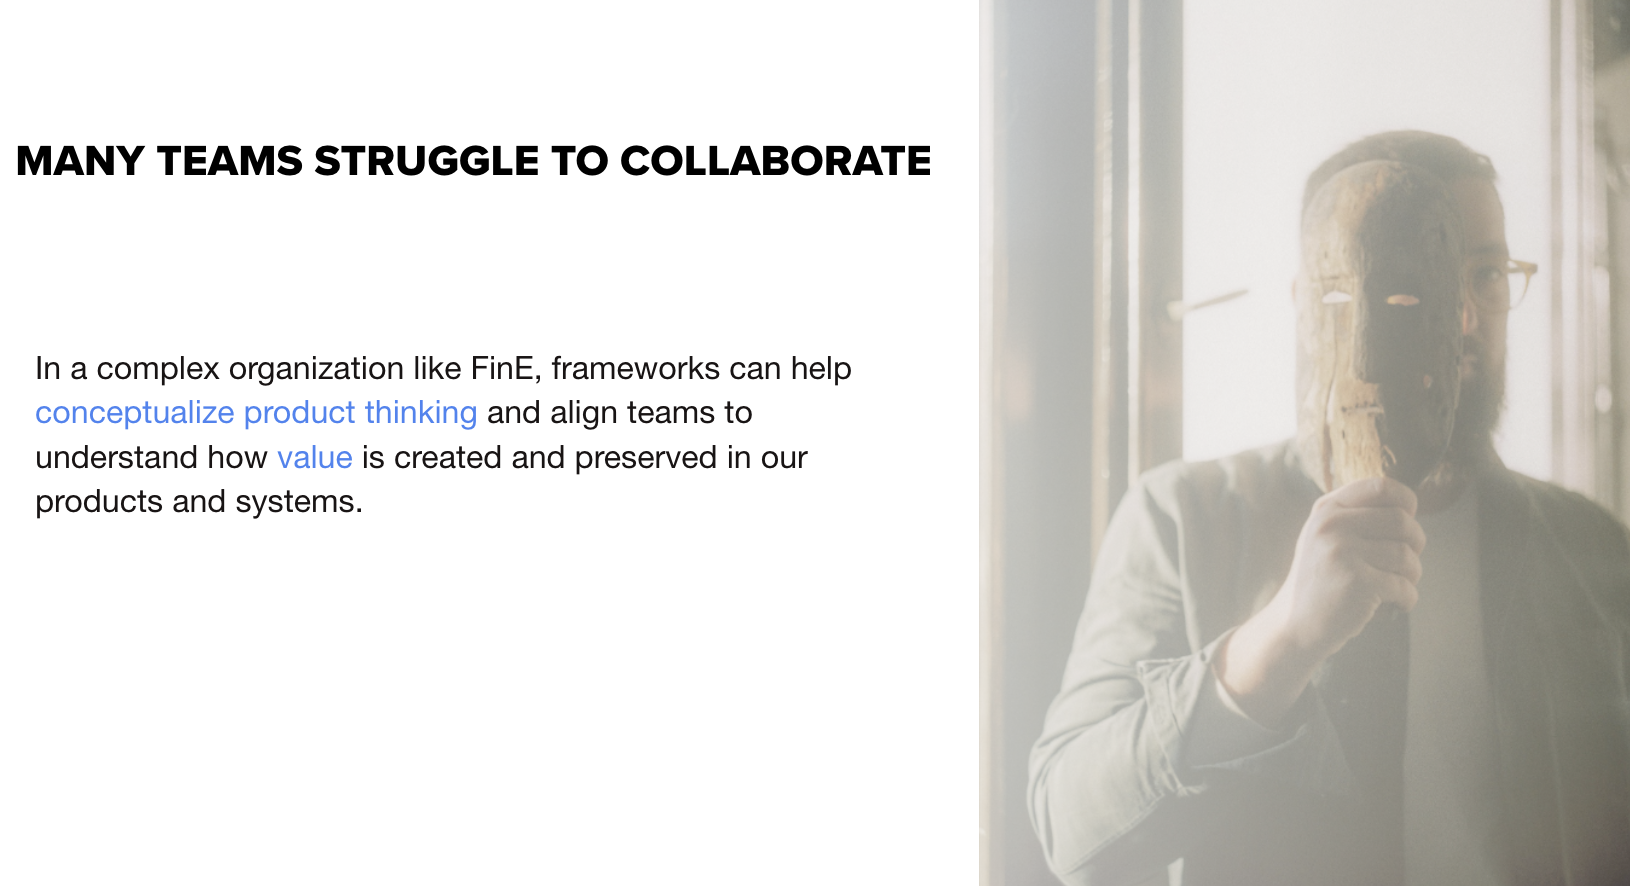 MANY TEAMS STRUGGLE TO COLLABORATE
In a complex organization like FinE, frameworks can help
conceptualize product thinking and align teams to
understand how value is created and preserved in our
products and systems.